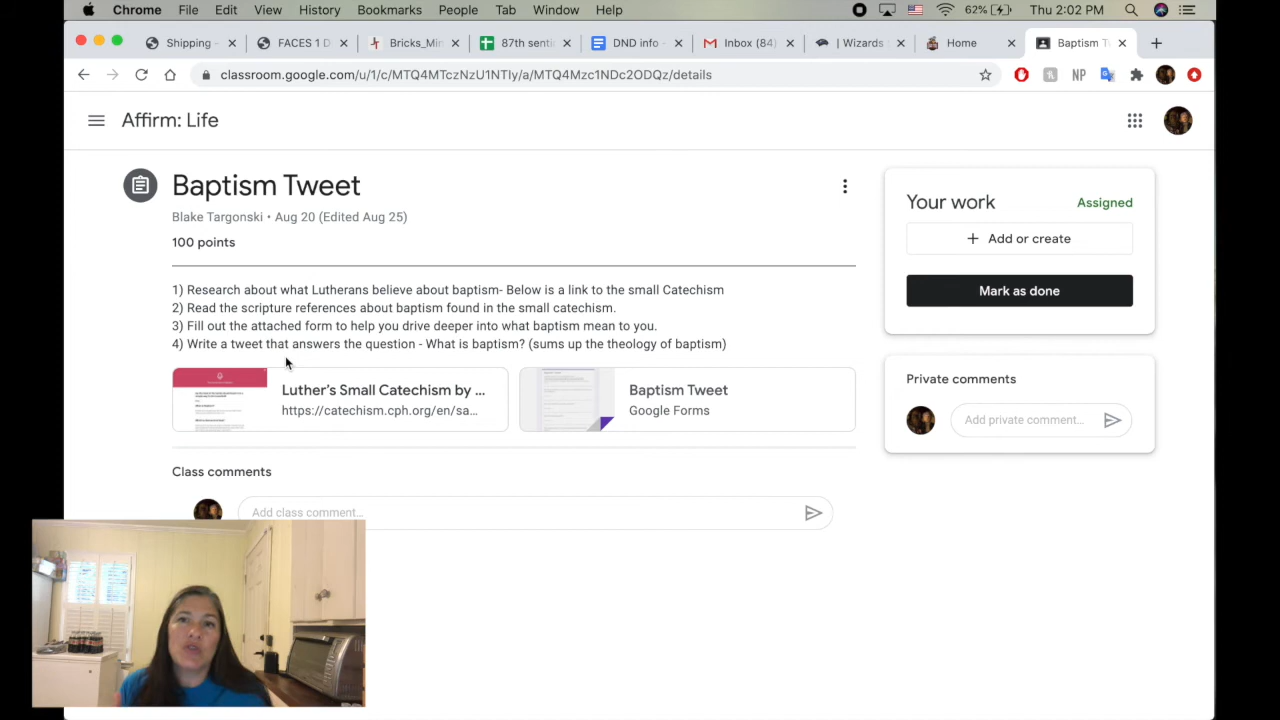 Chrome File Edit View History Bookmarks People Tab Window Help 62% Thu 2:02 PM
Shipping - FACES 1 D Bricks_Min 87th senti DND info - Inbox (84) | Wizards Home Baptism Tw
classroom.google.com/u/1/c/MTQ4MTczNzU1NTIy/a/MTQ4Mzc1NDc2ODQz/details NP
Affirm: Life
Baptism Tweet
Blake Targonski • Aug 20 (Edited Aug 25)
100 points
1) Research about what Lutherans believe about baptism- Below is a link to the small Catechism
2) Read the scripture references about baptism found in the small catechism.
3) Fill out the attached form to help you drive deeper into what baptism mean to you.
4) Write a tweet that answers the question - What is baptism? (sums up the theology of baptism)
Luther's Small Catechism by ...
https://catechism.cph.org/en/sa...
Baptism Tweet
Google Forms
Class comments
Add class comment...
Your work Assigned
+ Add or create
Mark as done
Private comments
Add private comment...